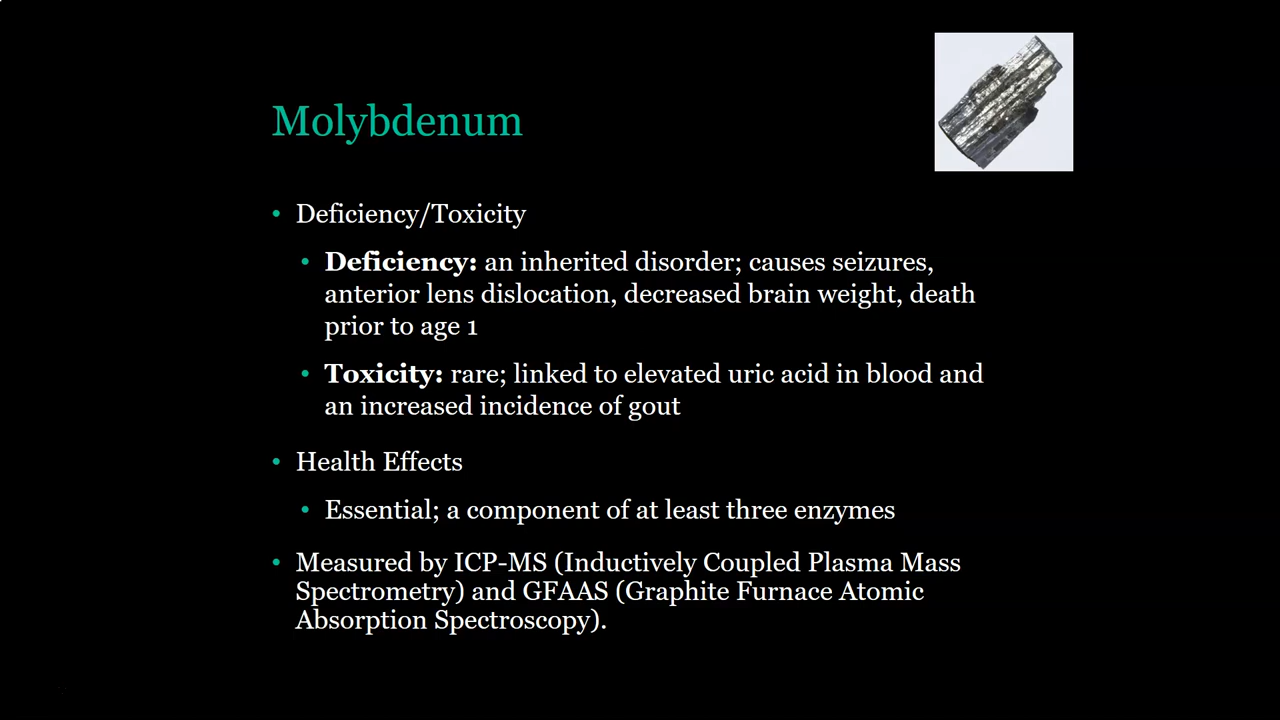 Molybdenum
• Deficiency/Toxicity
• Deficiency: an inherited disorder; causes seizures,
anterior lens dislocation, decreased brain weight, death
prior to age 1
• Toxicity: rare; linked to elevated uric acid in blood and
an increased incidence of gout
• Health Effects
• Essential; a component of at least three enzymes
• Measured by ICP-MS (Inductively Coupled Plasma Mass
Spectrometry) and GFAAS (Graphite Furnace Atomic
Absorption Spectroscopy).